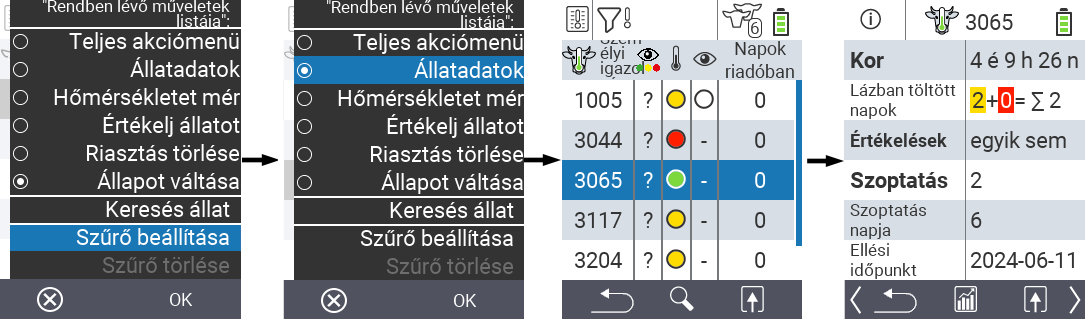 "Rendben lévő műveletek
listája":
Teljes akciómenü
Állatadatok
Hőmérsékletet mér
Értékelj állatot
Riasztás törlése
Állapot váltása
Keresés állat
Szűrő beállítása
Szűrő törlése
OK
"Rendben lévő műveletek
listája":
Teljes akciómenü
Állatadatok
Hőmérsékletet mér
Értékelj állatot
Riasztás törlése
Állapot váltása
Keresés állat
Szűrő beállítása
Szűrő törlése
OK
6
Szem
élyi
igazol
Napok
riadóban
1005 ? 0
3044 ? - 0
3065 ? - 0
3117 ? - 0
3204 ? - 0
3065
Kor 4 é 9 h 26 n
Lázban töltött
napok
2+0= ∑ 2
Értékelések egyik sem
Szoptatás 2
Szoptatás
napja
6
Ellési
időpunkt
2024-06-11